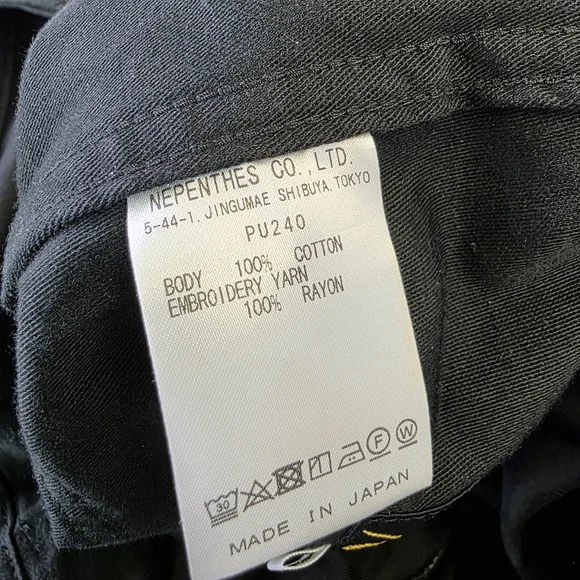 NEPENTHES CO.,LTD.
5-44-1, JINGUMAE SHIBUYA,TOKYO
PU240
BODY 100% COTTON
EMBROIDERY YARN
100% RAYON
30 F W
MADE IN JAPAN